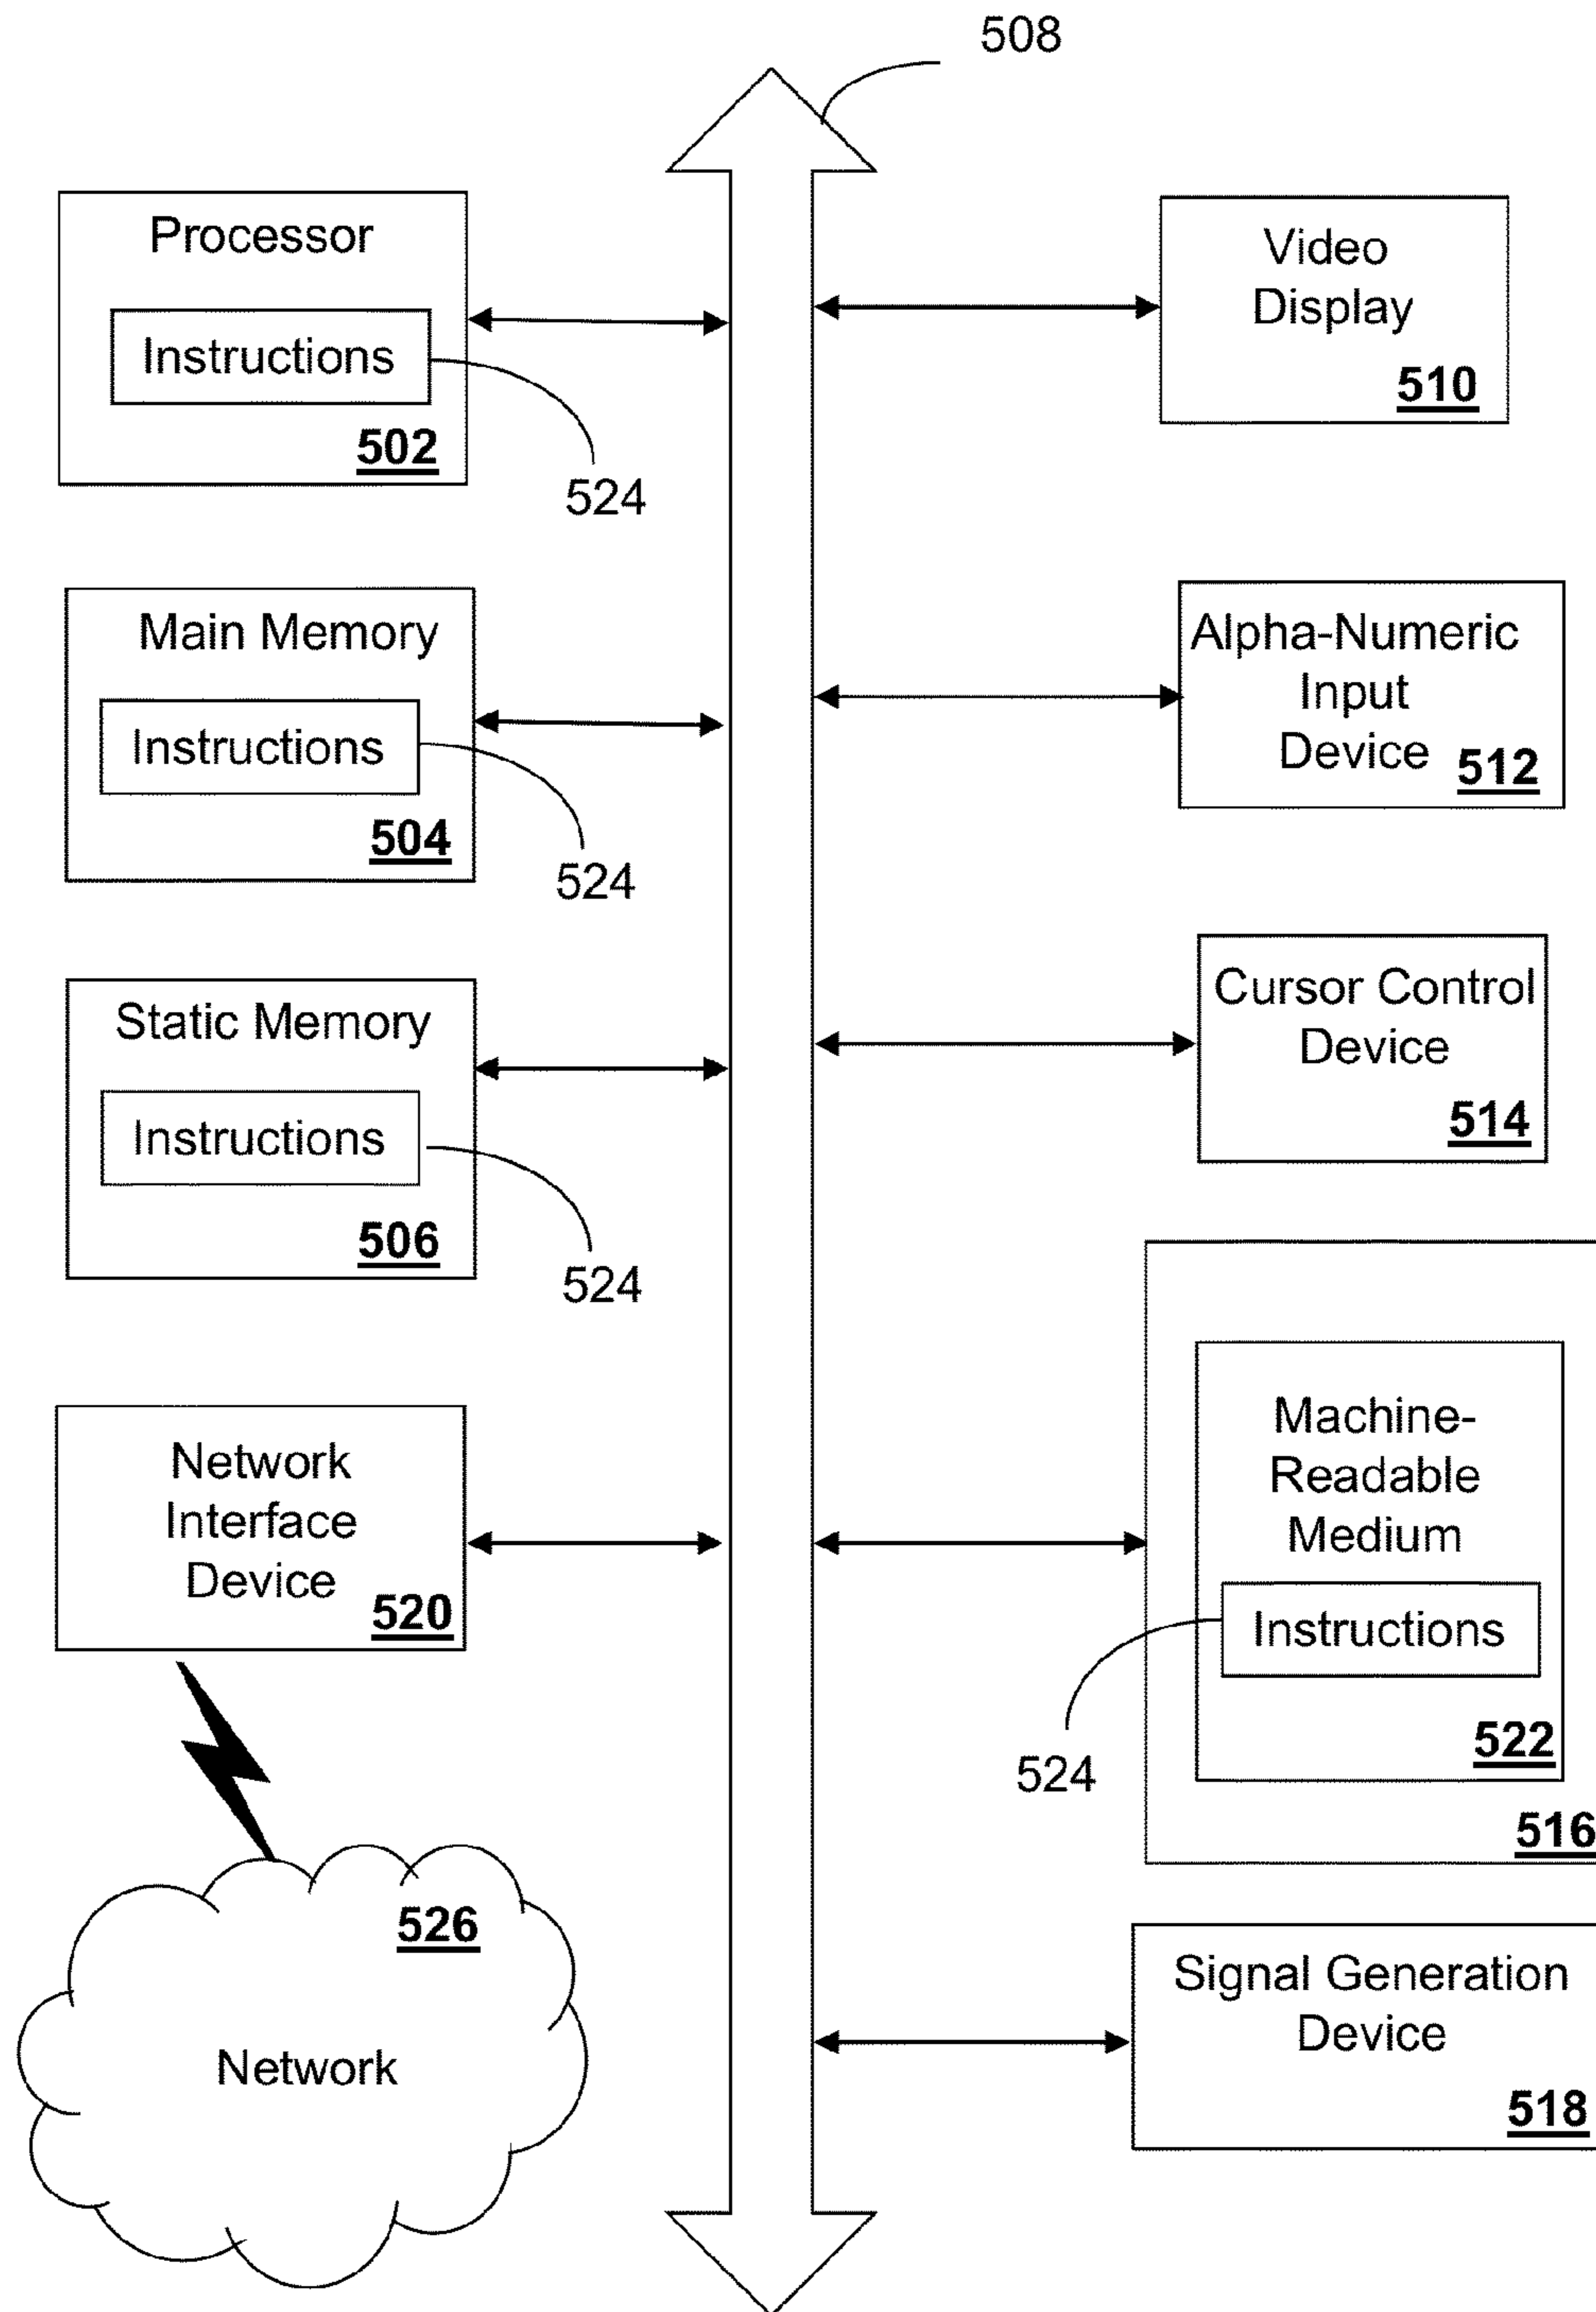 508
Processor
Instructions
502
524
Main Memory
Instructions
504
524
Static Memory
Instructions
506
524
Network
Interface
Device
520
526
Network
Video
Display
510
Alpha-Numeric
Input
Device
512
Cursor Control
Device
514
Machine-
Readable
Medium
Instructions
522
524
516
Signal Generation
Device
518